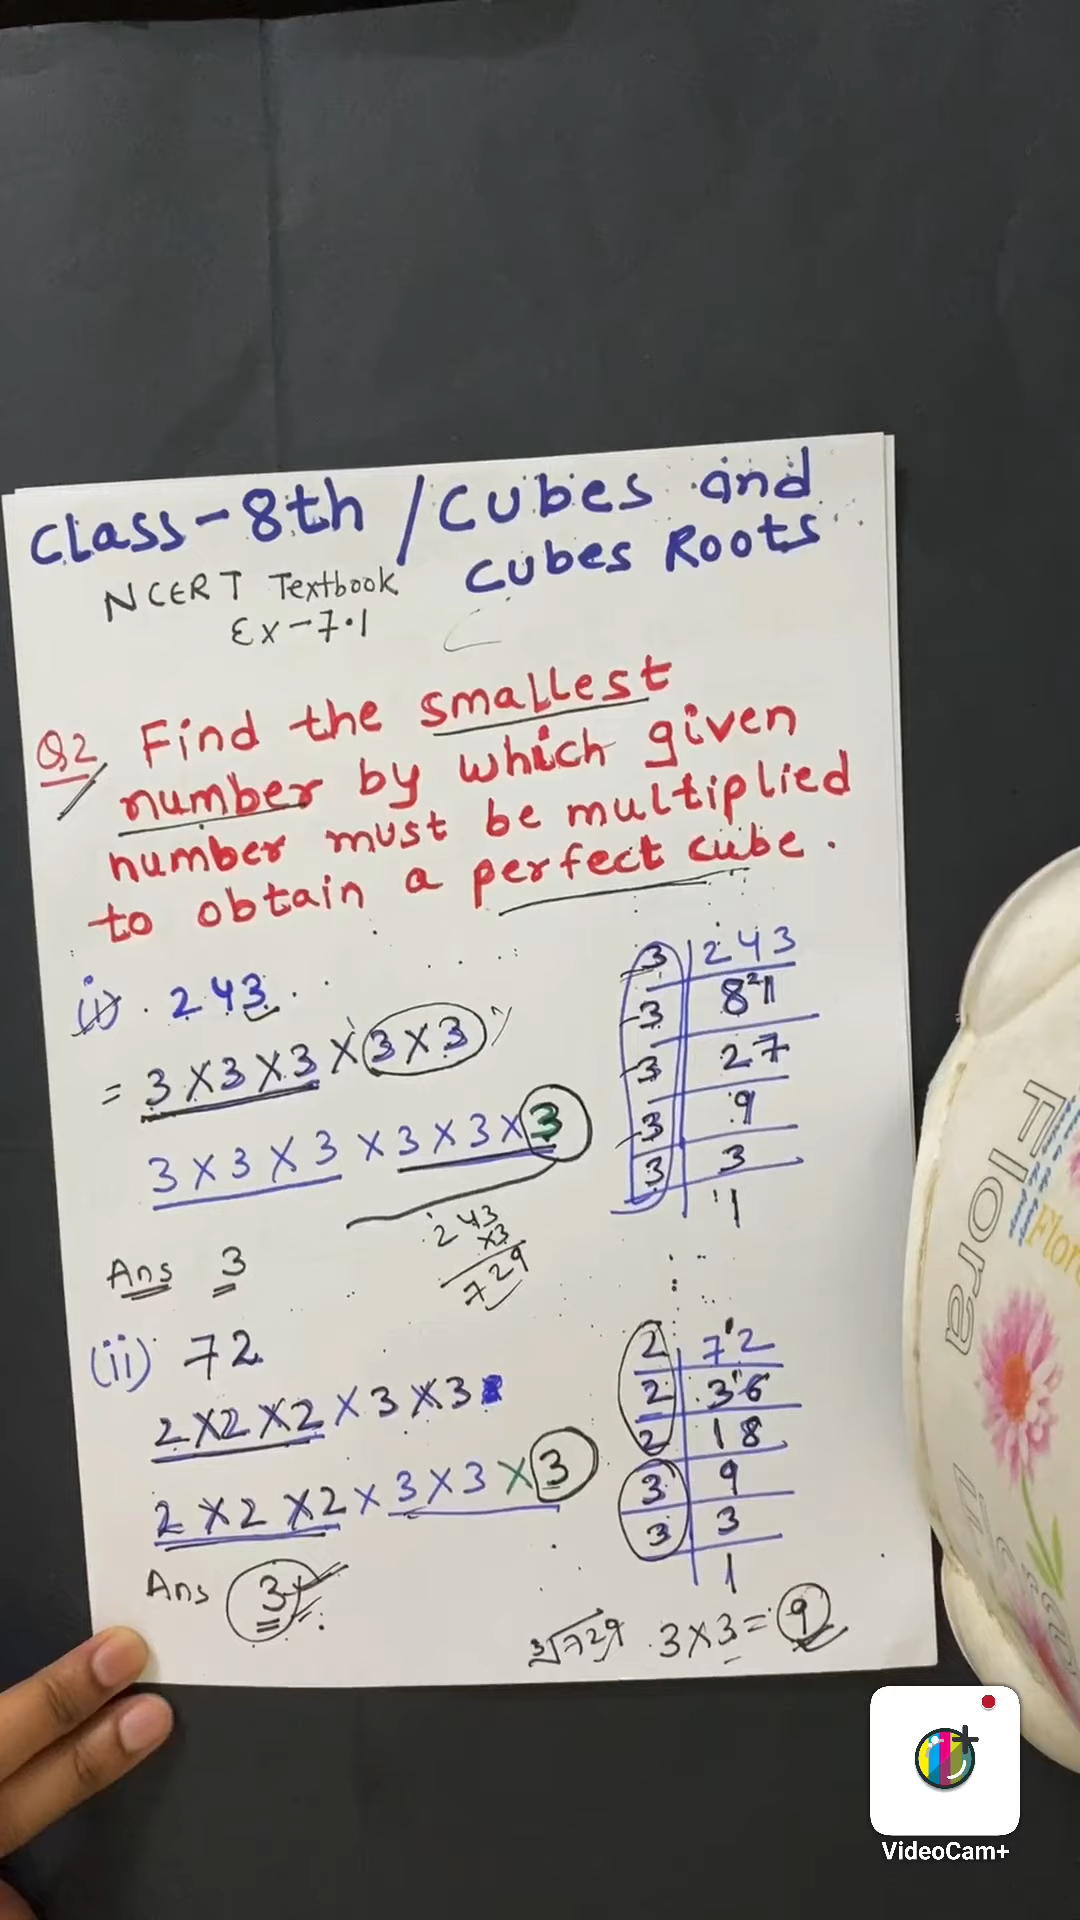 Class-8th / Cubes and
Cubes Roots
NCERT Textbook
Ex-7.1
Q2 Find the smallest
number by which given
number must be multiplied
to obtain a perfect cube.
(i) 243
= 3×3×3×3×3
3×3×3×3×3×3
243
×3
729
Ans 3
3 | 243
3 | 81
3 | 27
3 | 9
3 | 3
1
(ii) 72
2×2×2×3×3
2×2×2×3×3×3
Ans 3
2 | 72
2 | 36
2 | 18
3 | 9
3 | 3
1
∛729 3×3=9
Flora
Flora
VideoCam+